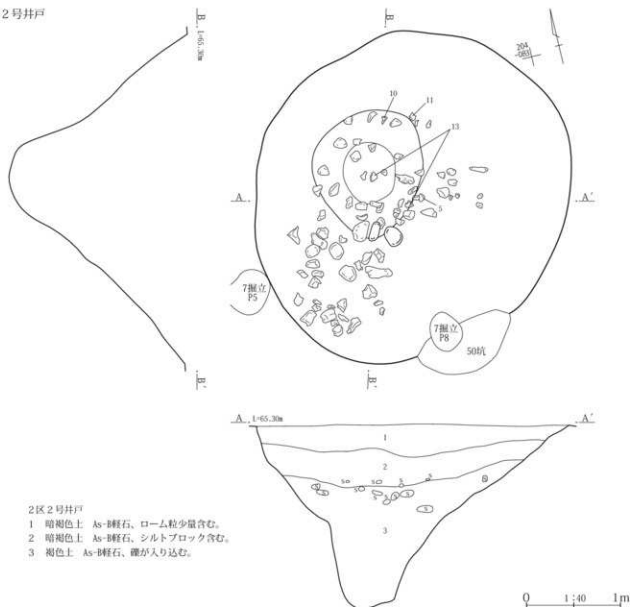 2号井戸
B
L=65.30m
B
204
-083
10
11
13
5
A
A'
7掘立
P5
7掘立
P8
50坑
B'
B'
A L=65.30m
A'
1
2
S S S S
S S S S S S S
3
2区2号井戸
1 暗褐色土 As-B軽石、ローム粒少量含む。
2 暗褐色土 As-B軽石、シルトブロック含む。
3 褐色土 As-B軽石、礫が入り込む。
0 1:40 1m